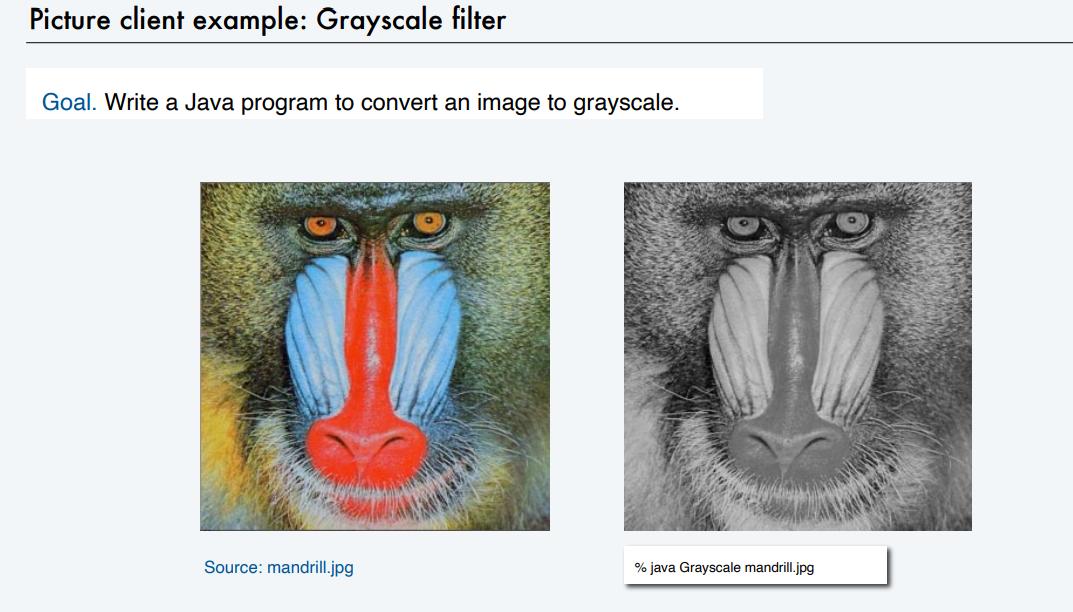 Picture client example: Grayscale filter
Goal. Write a Java program to convert an image to grayscale.
Source: mandrill.jpg
% java Grayscale mandrill.jpg